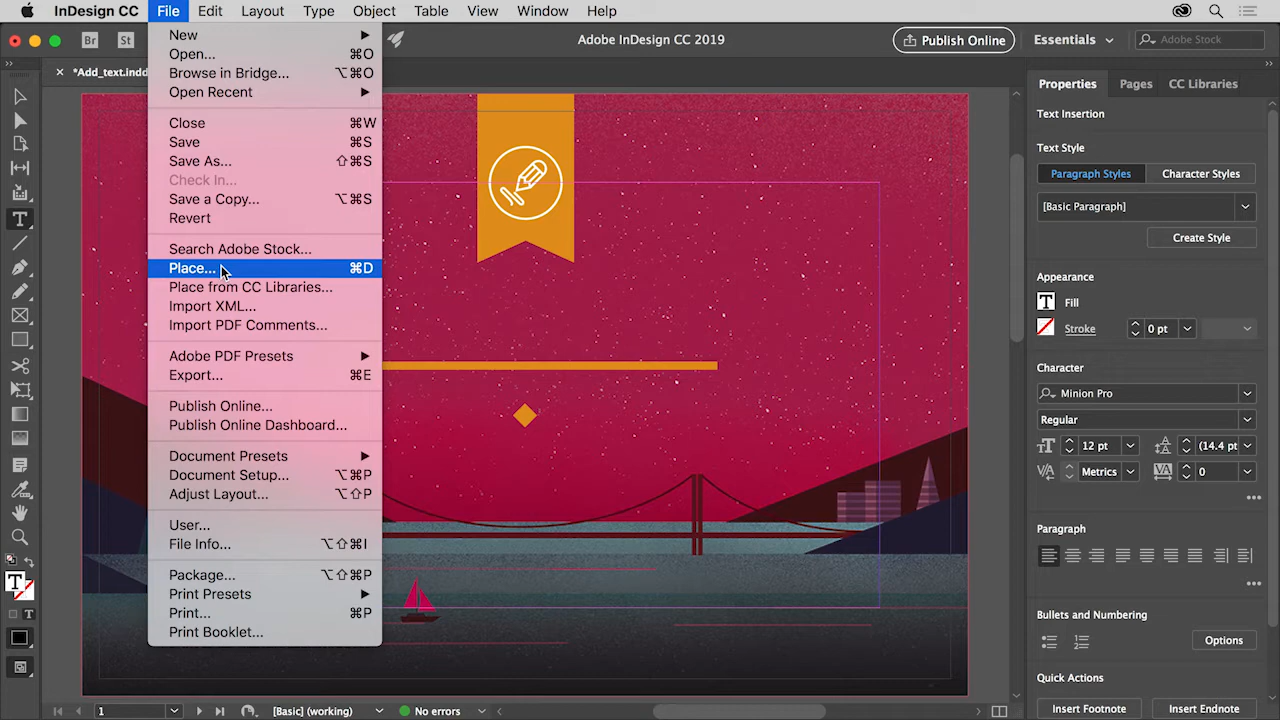 InDesign CC File Edit Layout Type Object Table View Window Help
Br St Adobe InDesign CC 2019 Publish Online Essentials Adobe Stock
*Add_text.indd
New
Open... ⌘O
Browse in Bridge... ⌥⌘O
Open Recent
Close ⌘W
Save ⌘S
Save As... ⇧⌘S
Check In...
Save a Copy... ⌥⌘S
Revert
Search Adobe Stock...
Place... ⌘D
Place from CC Libraries...
Import XML...
Import PDF Comments...
Adobe PDF Presets
Export... ⌘E
Publish Online...
Publish Online Dashboard...
Document Presets
Document Setup... ⌥⌘P
Adjust Layout... ⌥⇧P
User...
File Info... ⌥⇧⌘I
Package... ⌥⇧⌘P
Print Presets
Print... ⌘P
Print Booklet...
Properties Pages CC Libraries
Text Insertion
Text Style
Paragraph Styles Character Styles
[Basic Paragraph]
Create Style
Appearance
Fill
Stroke 0 pt
Character
Minion Pro
Regular
12 pt (14.4 pt
Metrics 0
Paragraph
Bullets and Numbering
Options
Quick Actions
Insert Footnote Insert Endnote
1 [Basic] (working) No errors